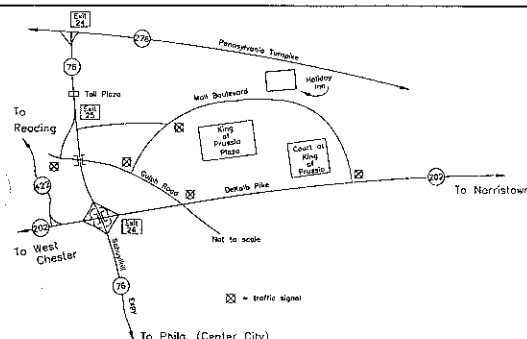 Exit
24
276
Pennsylvania Turnpike
76
Toll Plaza
Holiday
Inn
Mall Boulevard
Exit
25
To
Reading
King
of
Prussia
Plaza
Court at
King
of
Prussia
Gulph Road
DeKalb Pike
202
To Norristown
422
202
To West
Chester
Exit
26
Not to scale
Schuylkill
76
Expy
= traffic signal
To Phila. (Center City)